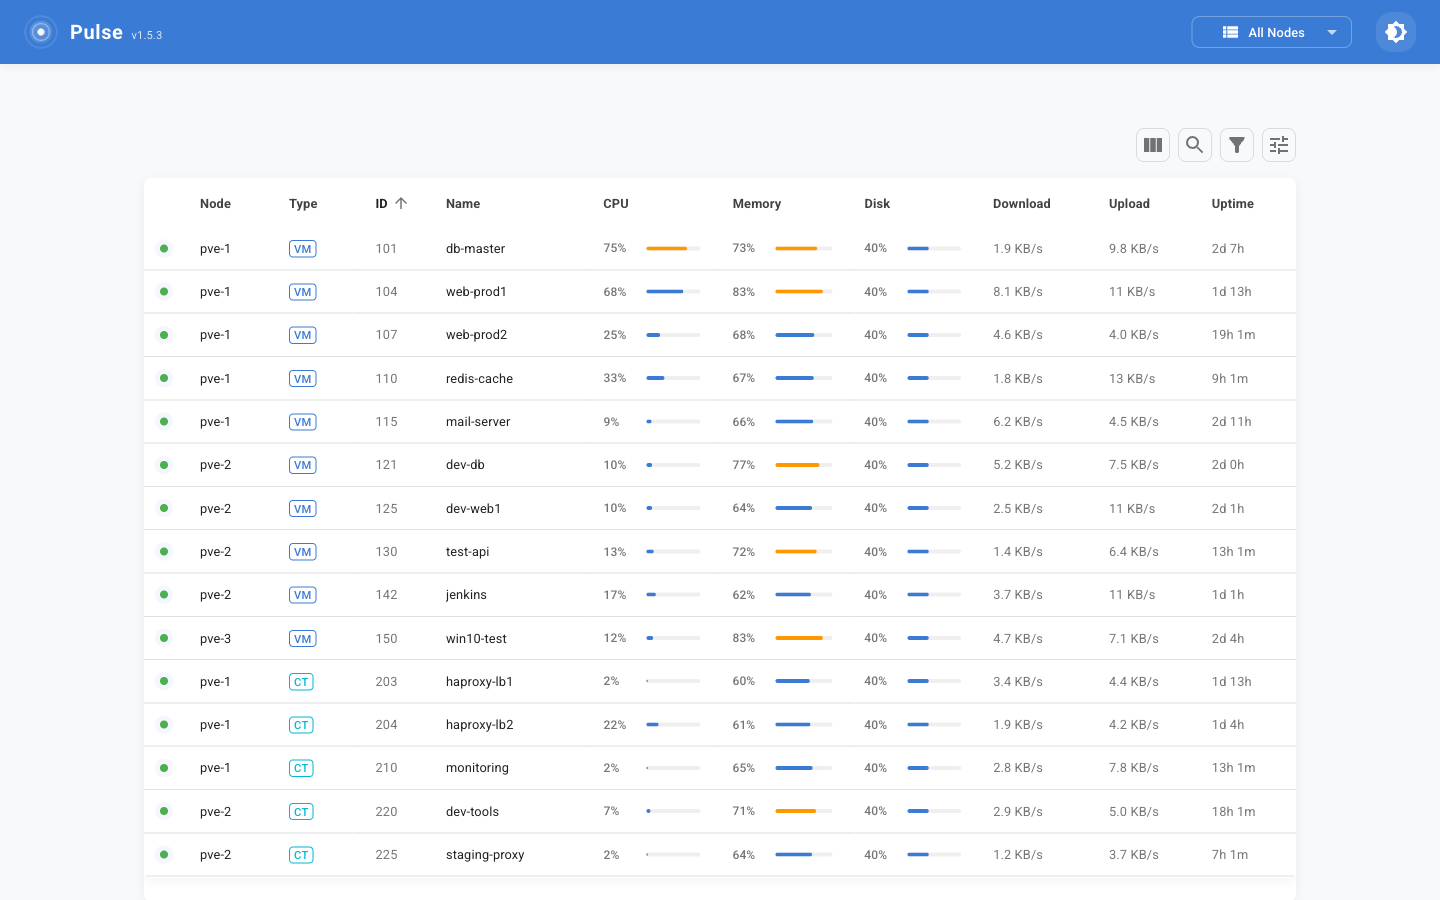 Pulse v1.5.3 All Nodes
Node Type ID Name CPU Memory Disk Download Upload Uptime
pve-1 VM 101 db-master 75% 73% 40% 1.9 KB/s 9.8 KB/s 2d 7h
pve-1 VM 104 web-prod1 68% 83% 40% 8.1 KB/s 11 KB/s 1d 13h
pve-1 VM 107 web-prod2 25% 68% 40% 4.6 KB/s 4.0 KB/s 19h 1m
pve-1 VM 110 redis-cache 33% 67% 40% 1.8 KB/s 13 KB/s 9h 1m
pve-1 VM 115 mail-server 9% 66% 40% 6.2 KB/s 4.5 KB/s 2d 11h
pve-2 VM 121 dev-db 10% 77% 40% 5.2 KB/s 7.5 KB/s 2d 0h
pve-2 VM 125 dev-web1 10% 64% 40% 2.5 KB/s 11 KB/s 2d 1h
pve-2 VM 130 test-api 13% 72% 40% 1.4 KB/s 6.4 KB/s 13h 1m
pve-2 VM 142 jenkins 17% 62% 40% 3.7 KB/s 11 KB/s 1d 1h
pve-3 VM 150 win10-test 12% 83% 40% 4.7 KB/s 7.1 KB/s 2d 4h
pve-1 CT 203 haproxy-lb1 2% 60% 40% 3.4 KB/s 4.4 KB/s 1d 13h
pve-1 CT 204 haproxy-lb2 22% 61% 40% 1.9 KB/s 4.2 KB/s 1d 4h
pve-1 CT 210 monitoring 2% 65% 40% 2.8 KB/s 7.8 KB/s 13h 1m
pve-2 CT 220 dev-tools 7% 71% 40% 2.9 KB/s 5.0 KB/s 18h 1m
pve-2 CT 225 staging-proxy 2% 64% 40% 1.2 KB/s 3.7 KB/s 7h 1m